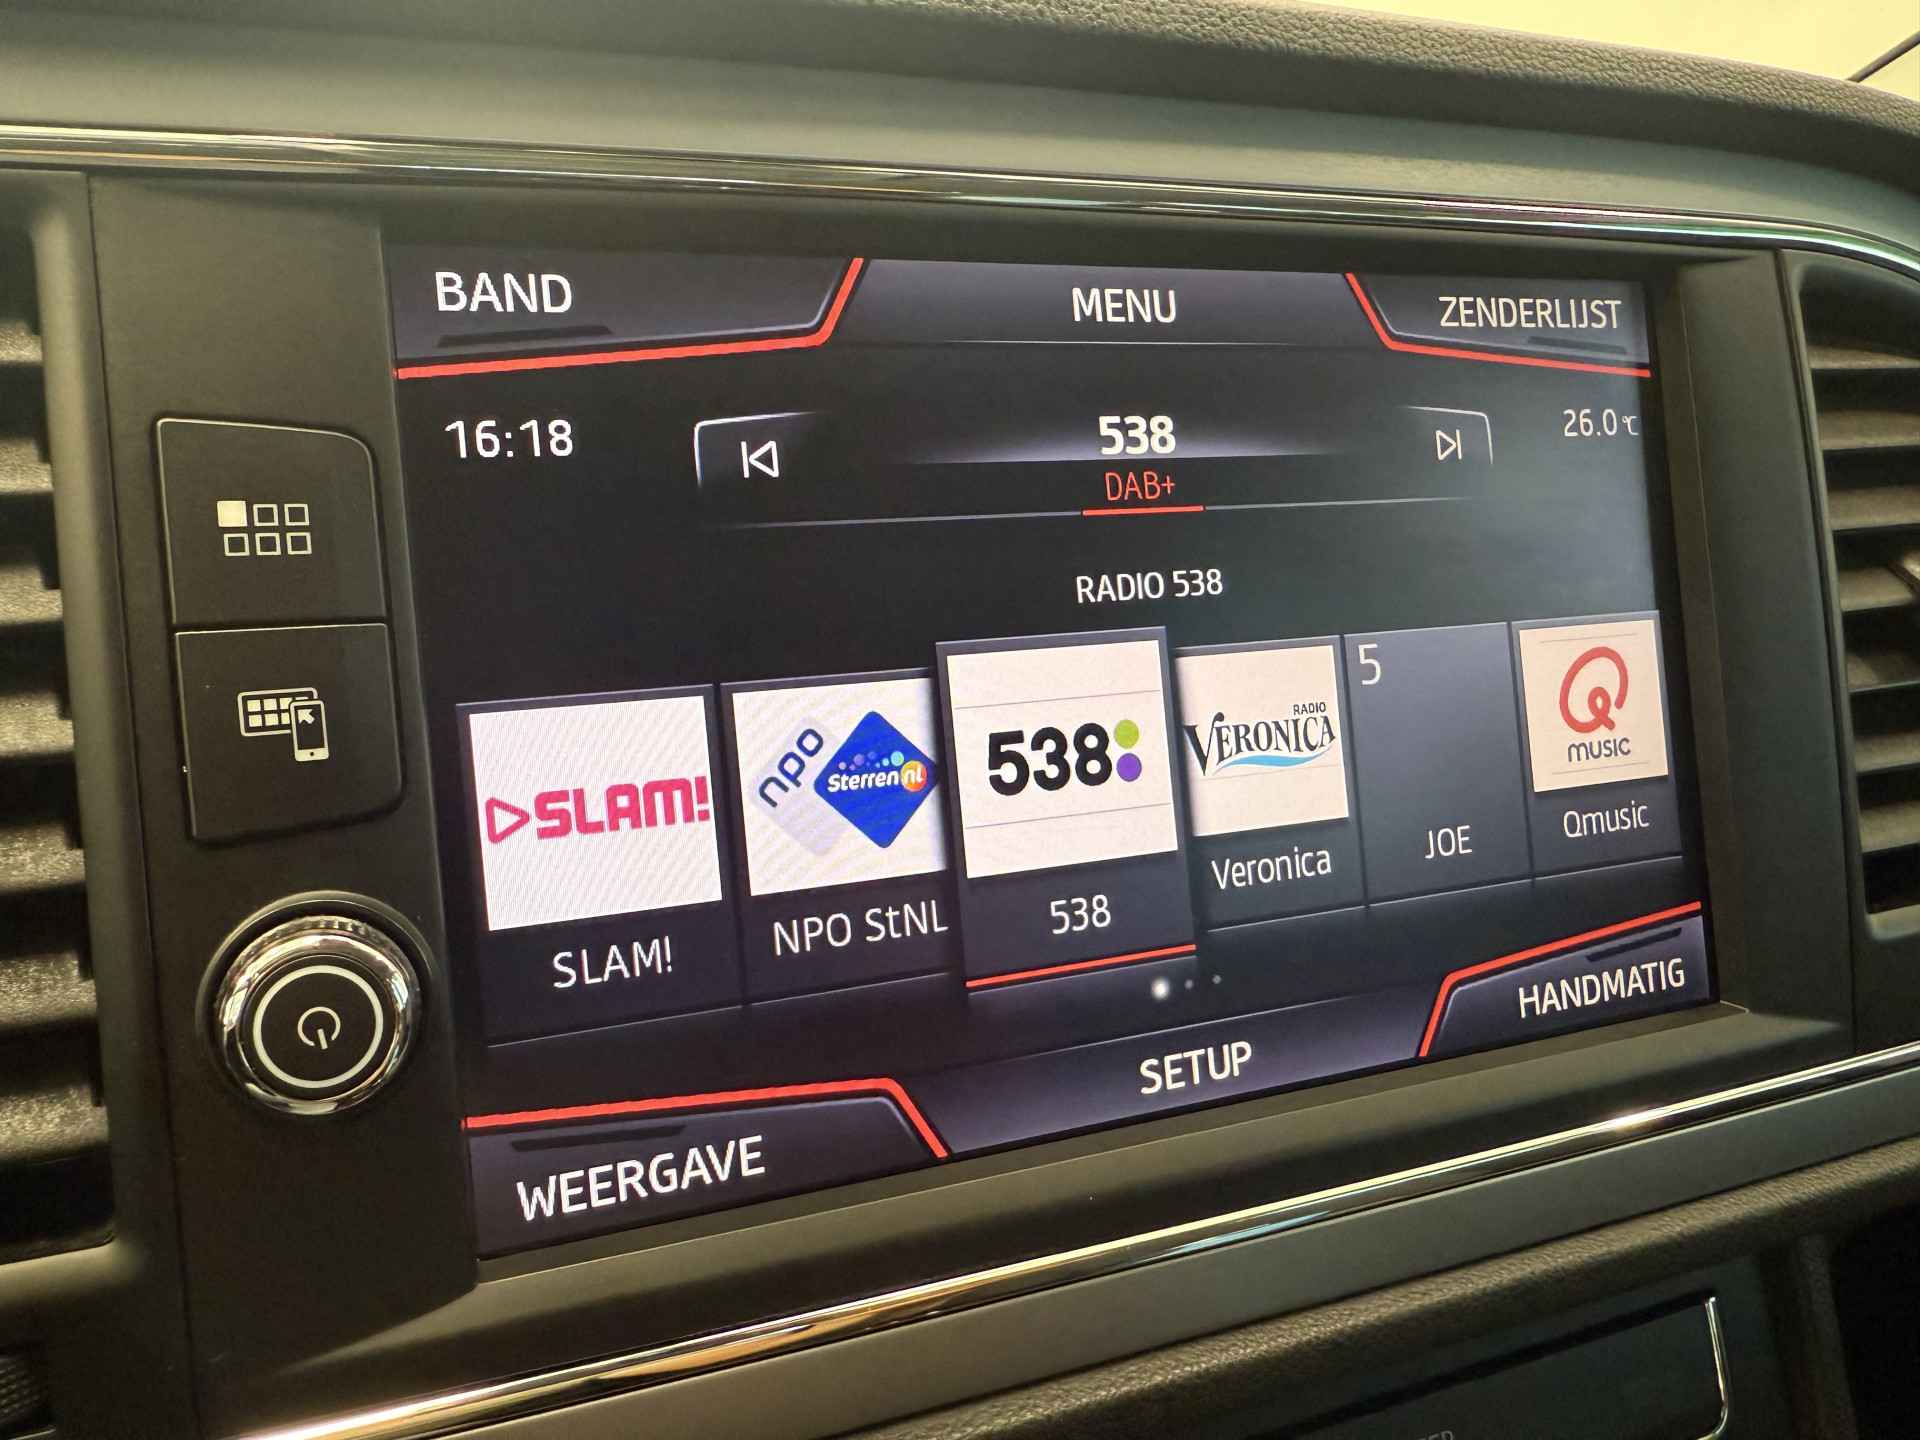 BAND
MENU
ZENDERLIJST
16:18
538
26.0 °C
DAB+
RADIO 538
SLAM!
npo
Sterren nl
538
RADIO
VERONICA
5
Q
MUSIC
SLAM!
NPO StNL
538
Veronica
JOE
Qmusic
WEERGAVE
SETUP
HANDMATIG